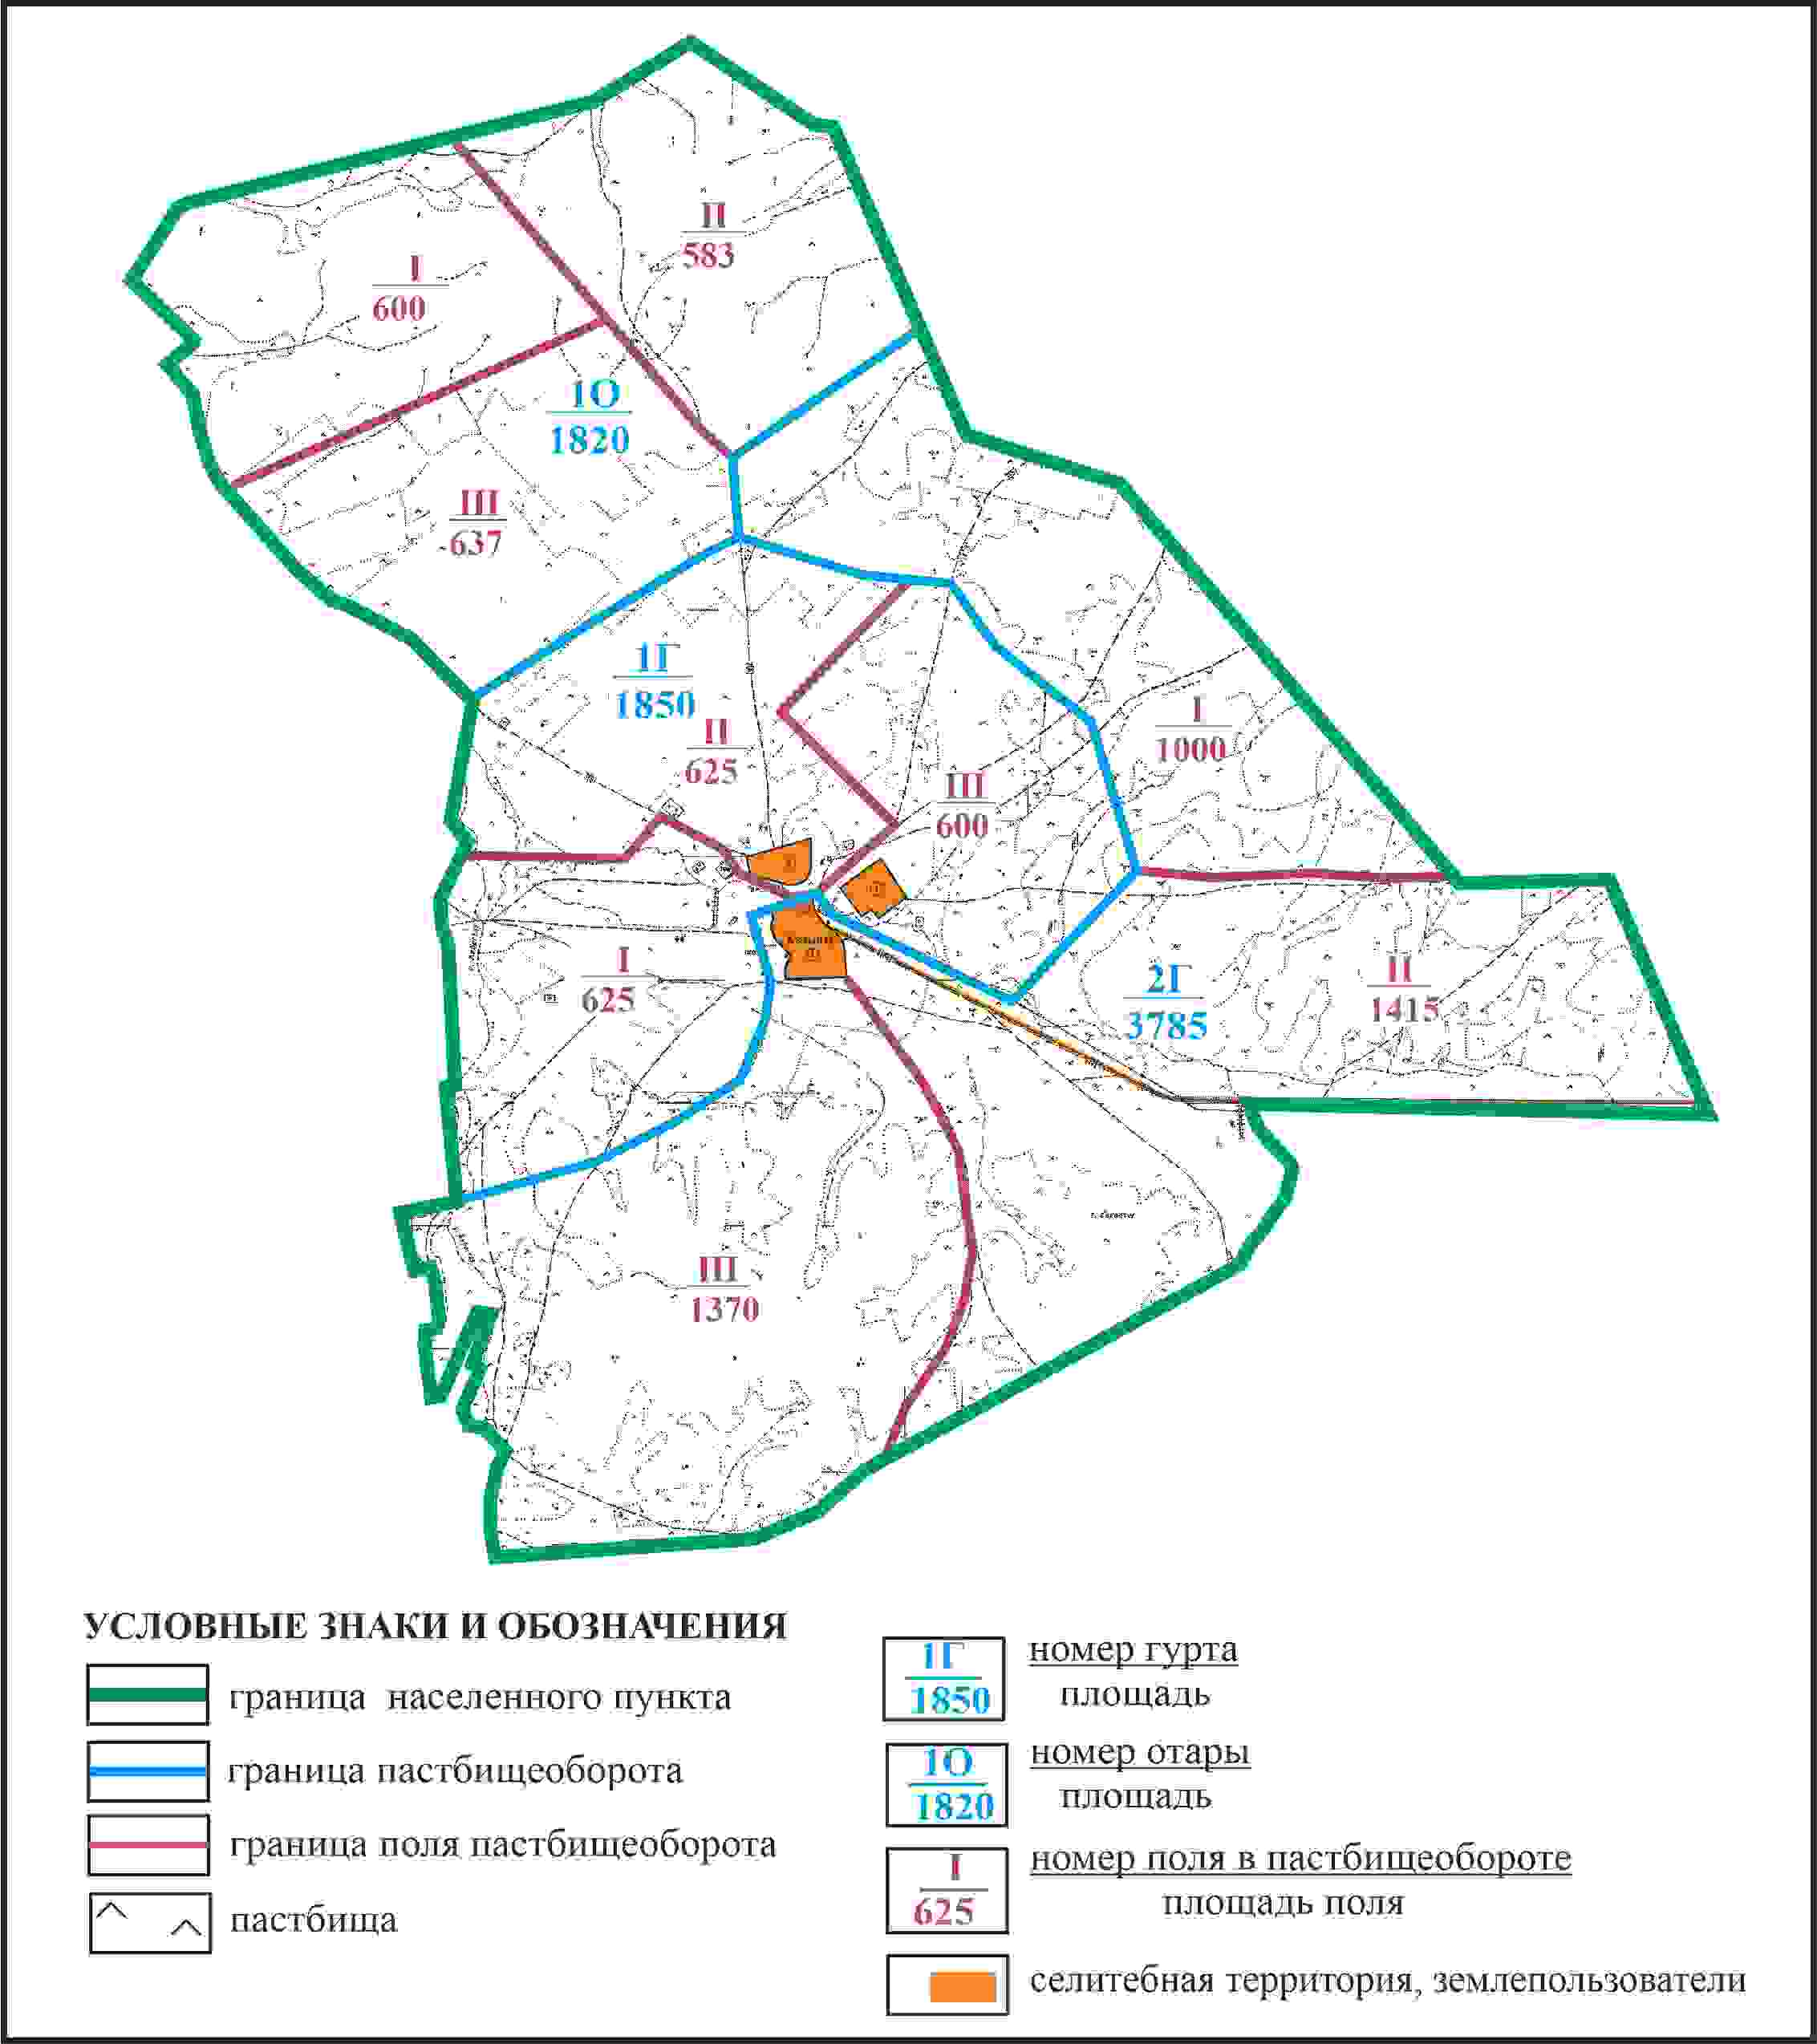 II
583
I
600
1О
1820
III
637
1Г
1850
II
625
I
1000
III
600
I
625
2Г
3785
II
1415
III
1370
УСЛОВНЫЕ ЗНАКИ И ОБОЗНАЧЕНИЯ
граница населенного пункта
граница пастбищеоборота
граница поля пастбищеоборота
пастбища
1Г
1850
номер гурта
площадь
1О
1820
номер отары
площадь
I
625
номер поля в пастбищеобороте
площадь поля
селитебная территория, землепользователи